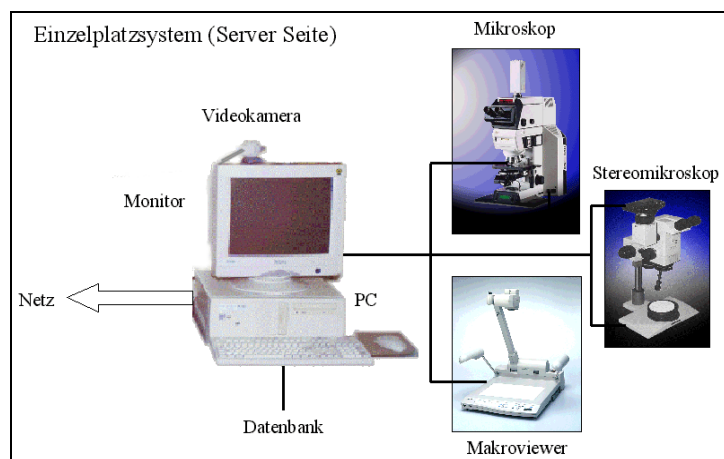 Einzelplatzsystem (Server Seite)
Mikroskop
Videokamera
Stereomikroskop
Monitor
Netz
PC
Datenbank
Makroviewer